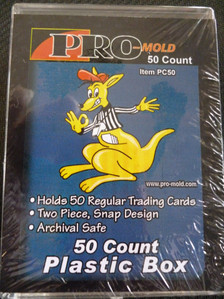 PRO-MOLD
50 Count
Item PC50
www.pro-mold.com
• Holds 50 Regular Trading Cards
• Two Piece, Snap Design
• Archival Safe
50 Count
Plastic Box